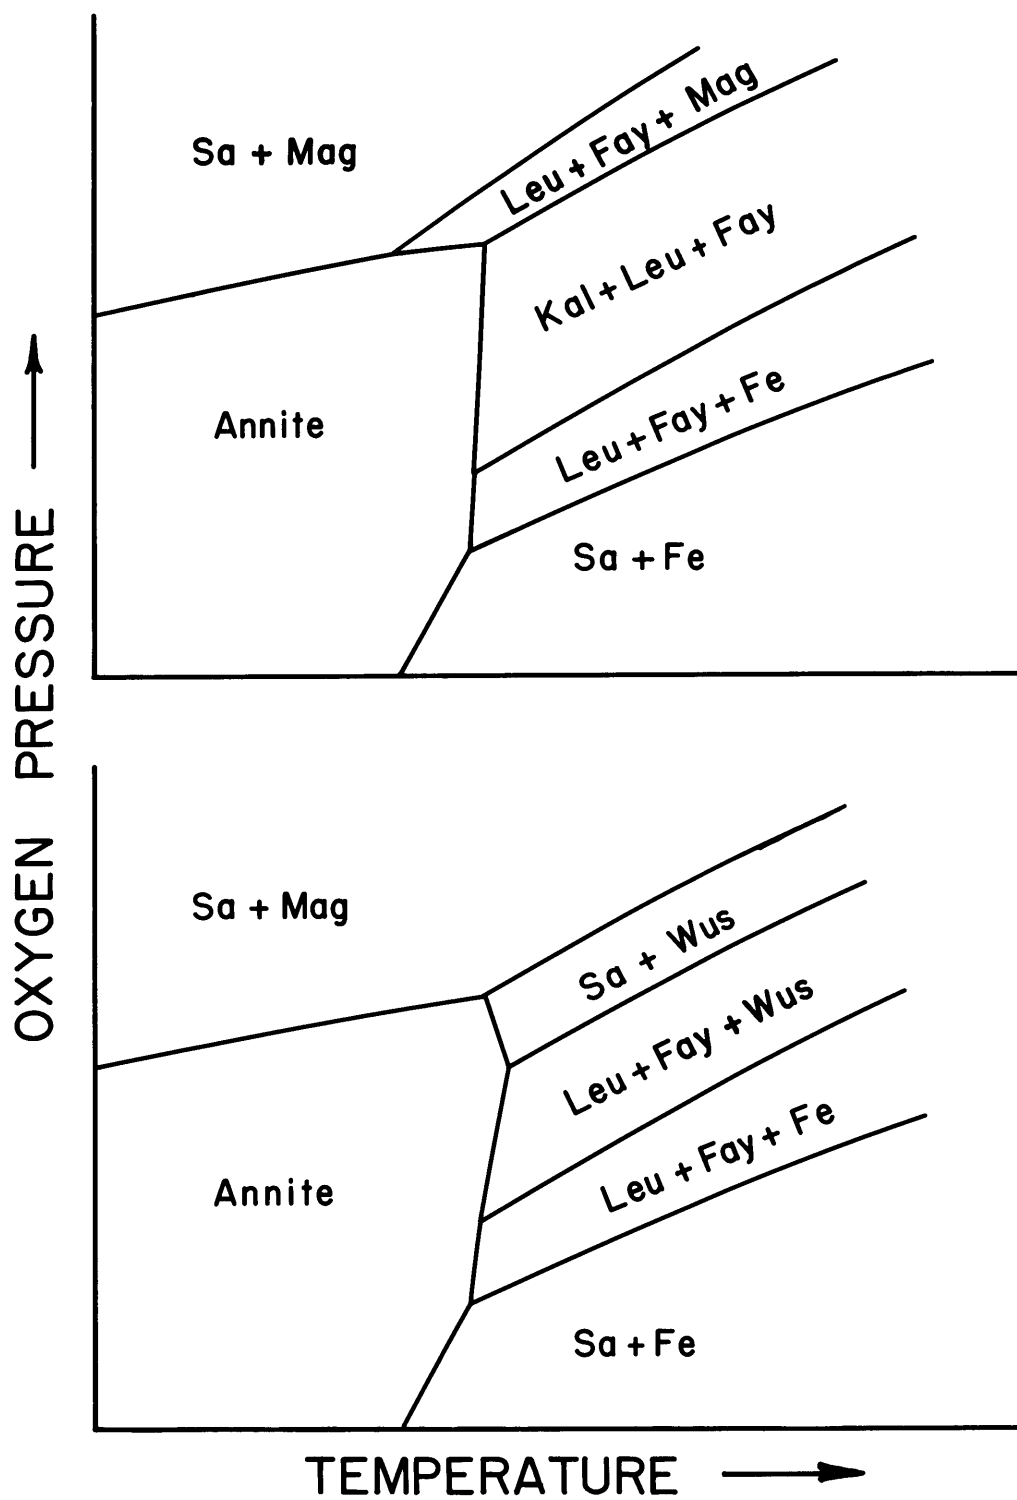 Sa + Mag
Leu + Fay + Mag
Kal + Leu + Fay
Annite
Leu + Fay + Fe
Sa + Fe
OXYGEN PRESSURE
Sa + Mag
Sa + Wus
Leu + Fay + Wus
Annite
Leu + Fay + Fe
Sa + Fe
TEMPERATURE